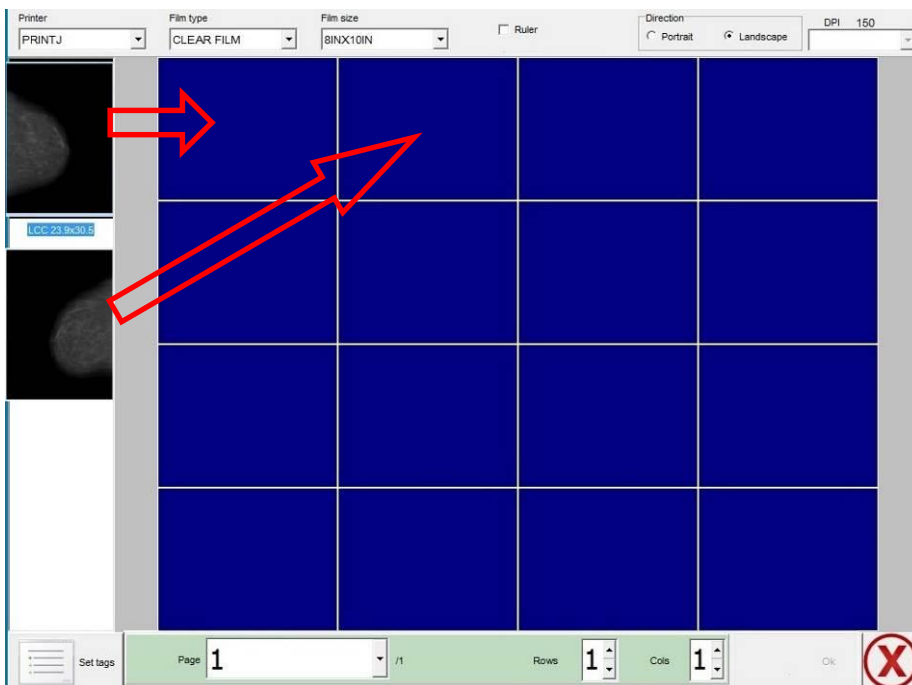 Printer Film type Film size Direction DPI 150
PRINTJ CLEAR FILM 8INX10IN Ruler Portrait Landscape
LCC 23.9x30.5
Set tags Page 1 /1 Rows 1 Cols 1 Ok X